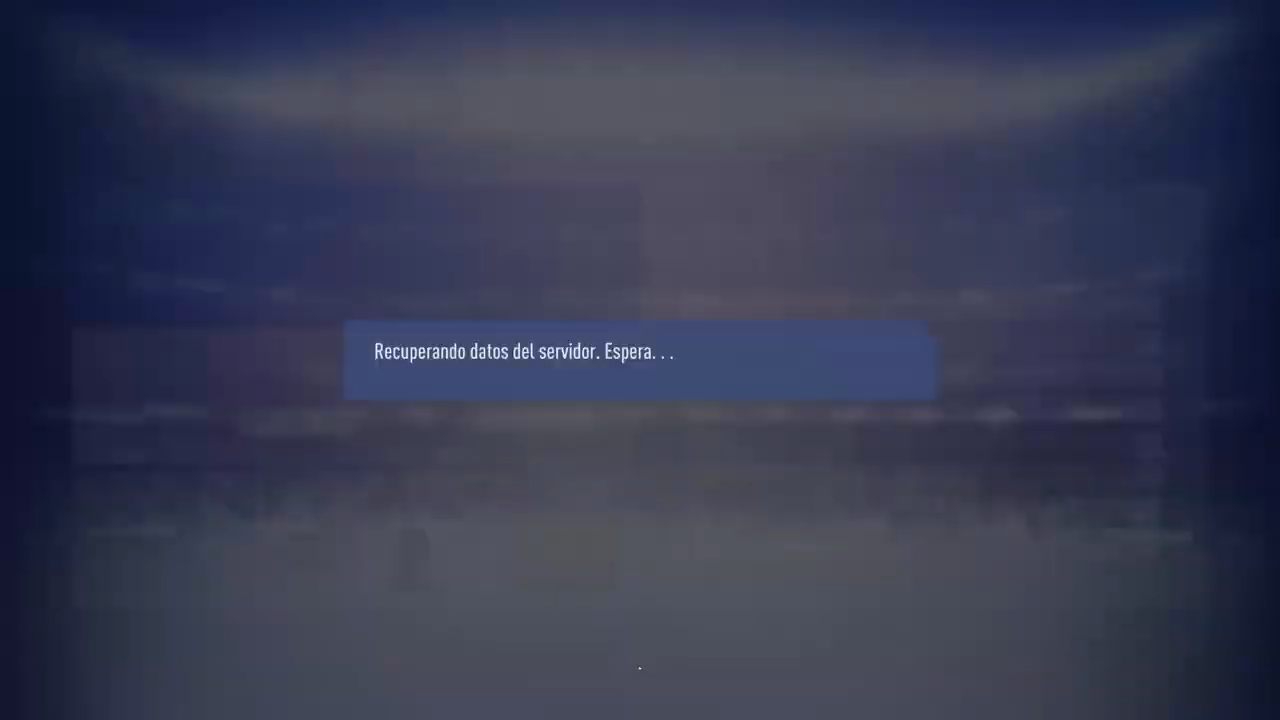 Recuperando datos del servidor. Espera. . .